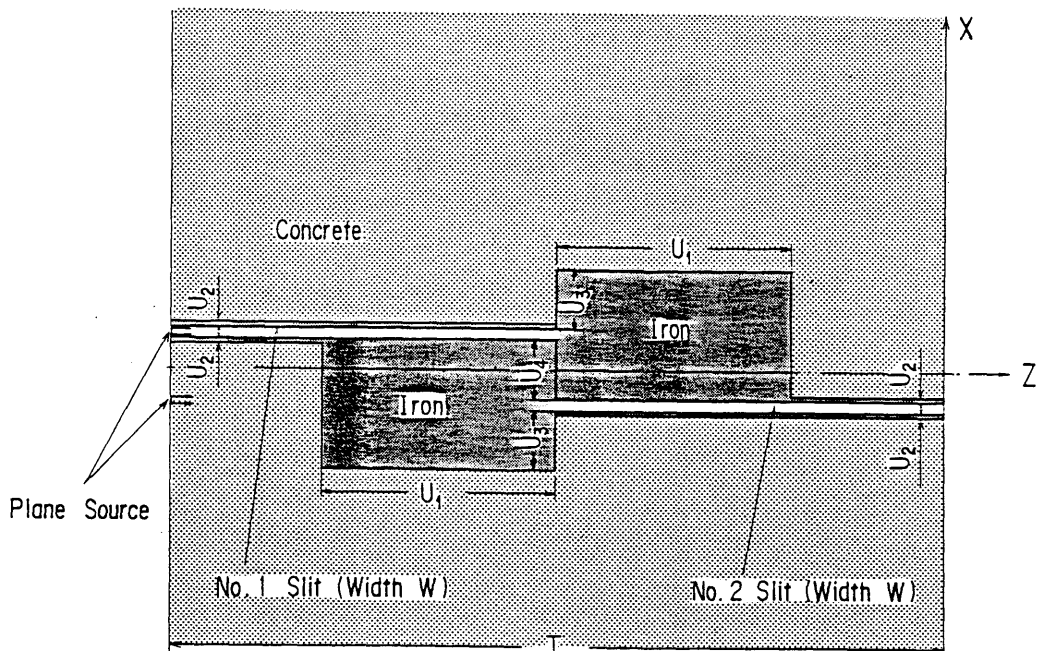 X
Concrete
U₁
U₂
U₃
Iron
U₂
U₄
U₂
Z
Iron
U₃
U₂
Plane Source
U₁
No. 1 Slit (Width W)
No. 2 Slit (Width W)